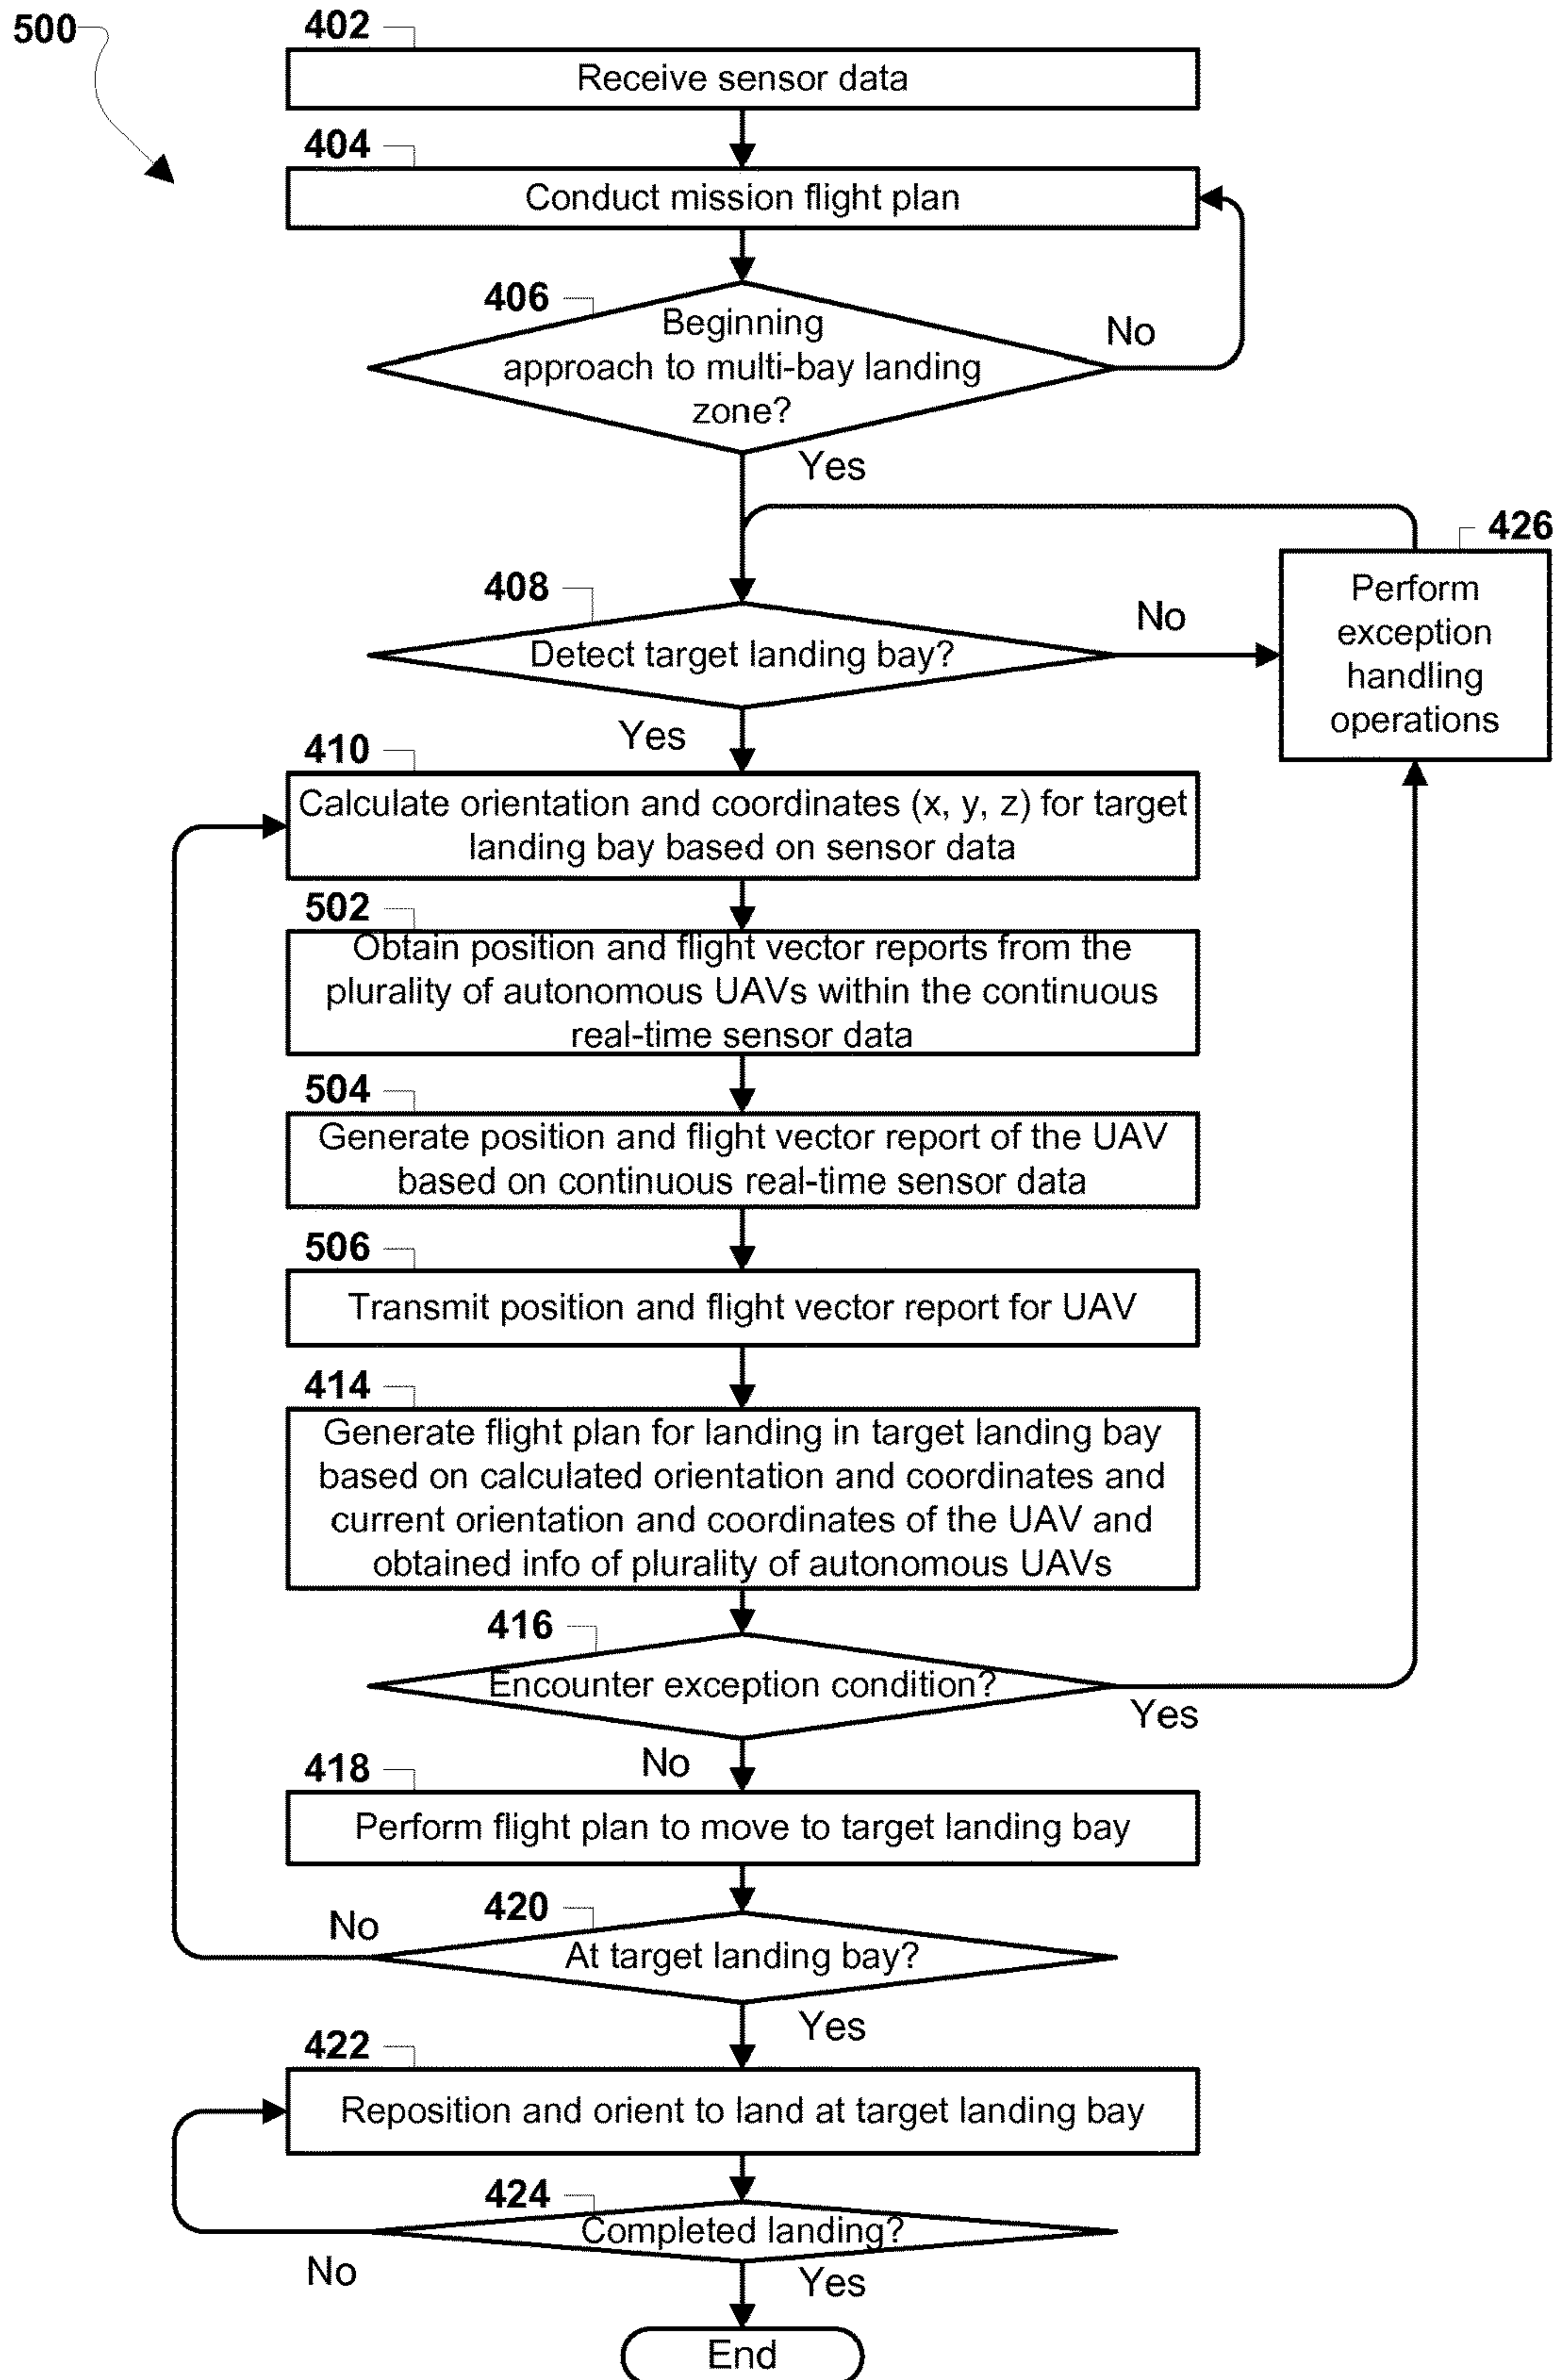 500
402
Receive sensor data
404
Conduct mission flight plan
406
Beginning
approach to multi-bay landing
zone?
No
Yes
426
Perform
exception
handling
operations
408
Detect target landing bay?
No
Yes
410
Calculate orientation and coordinates (x, y, z) for target
landing bay based on sensor data
502
Obtain position and flight vector reports from the
plurality of autonomous UAVs within the continuous
real-time sensor data
504
Generate position and flight vector report of the UAV
based on continuous real-time sensor data
506
Transmit position and flight vector report for UAV
414
Generate flight plan for landing in target landing bay
based on calculated orientation and coordinates and
current orientation and coordinates of the UAV and
obtained info of plurality of autonomous UAVs
416
Encounter exception condition?
Yes
No
418
Perform flight plan to move to target landing bay
420
No
At target landing bay?
Yes
422
Reposition and orient to land at target landing bay
424
Completed landing?
No
Yes
End